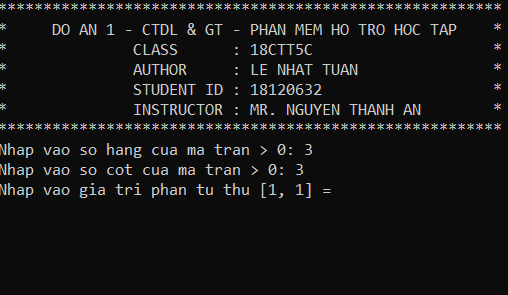 **************************************************
* DO AN 1 - CTDL & GT - PHAN MEM HO TRO HOC TAP *
* CLASS : 18CTT5C *
* AUTHOR : LE NHAT TUAN *
* STUDENT ID : 18120632 *
* INSTRUCTOR : MR. NGUYEN THANH AN *
**************************************************
Nhap vao so hang cua ma tran > 0: 3
Nhap vao so cot cua ma tran > 0: 3
Nhap vao gia tri phan tu thu [1, 1] =